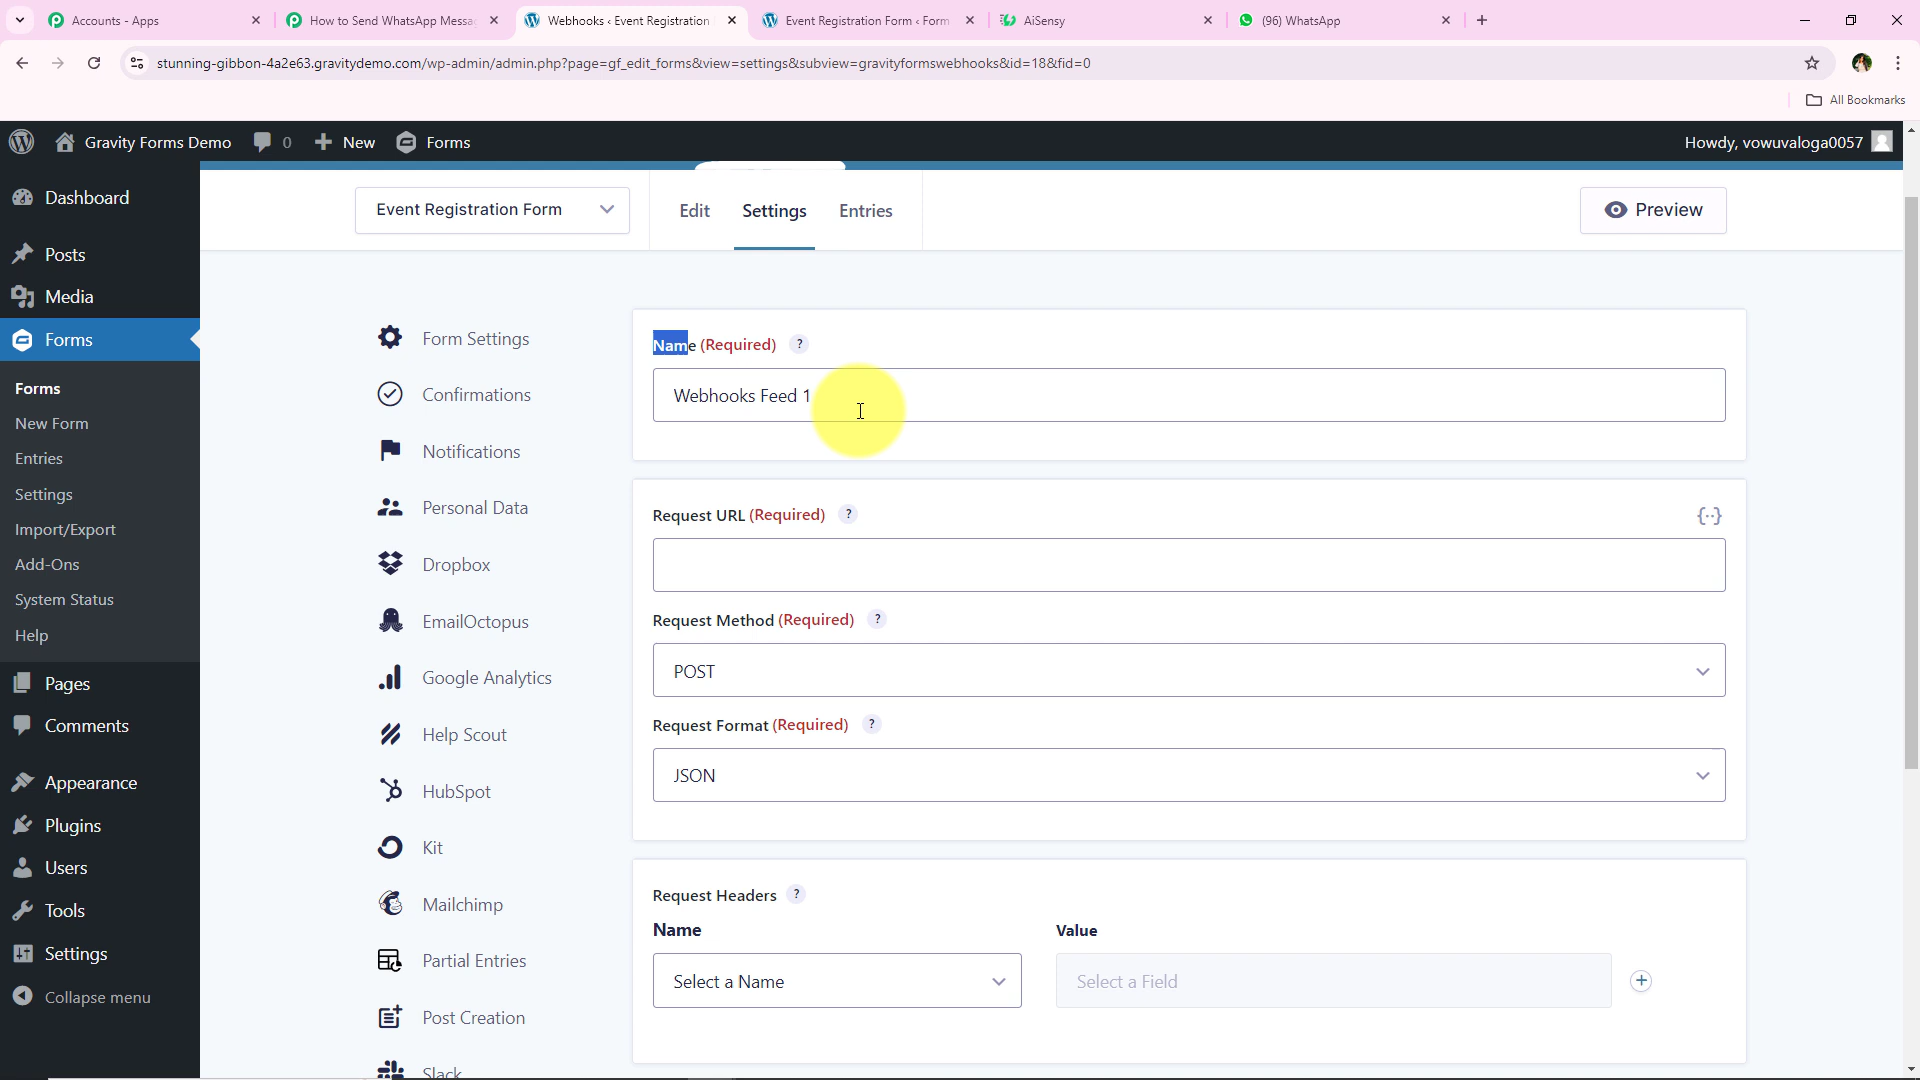 Accounts - Apps
How to Send WhatsApp Messa
Webhooks ‹ Event Registration
Event Registration Form ‹ Form
AiSensy
(96) WhatsApp
stunning-gibbon-4a2e63.gravitydemo.com/wp-admin/admin.php?page=gf_edit_forms&view=settings&subview=gravityformswebhooks&id=18&fid=0
All Bookmarks
Gravity Forms Demo
0
New
Forms
Howdy, vowuvaloga0057
Dashboard
Posts
Media
Forms
Forms
New Form
Entries
Settings
Import/Export
Add-Ons
System Status
Help
Pages
Comments
Appearance
Plugins
Users
Tools
Settings
Collapse menu
Event Registration Form
Edit
Settings
Entries
Preview
Form Settings
Confirmations
Notifications
Personal Data
Dropbox
EmailOctopus
Google Analytics
Help Scout
HubSpot
Kit
Mailchimp
Partial Entries
Post Creation
Slack
Name (Required) ?
Webhooks Feed 1
Request URL (Required) ?
{··}
Request Method (Required) ?
POST
Request Format (Required) ?
JSON
Request Headers ?
Name
Value
Select a Name
Select a Field